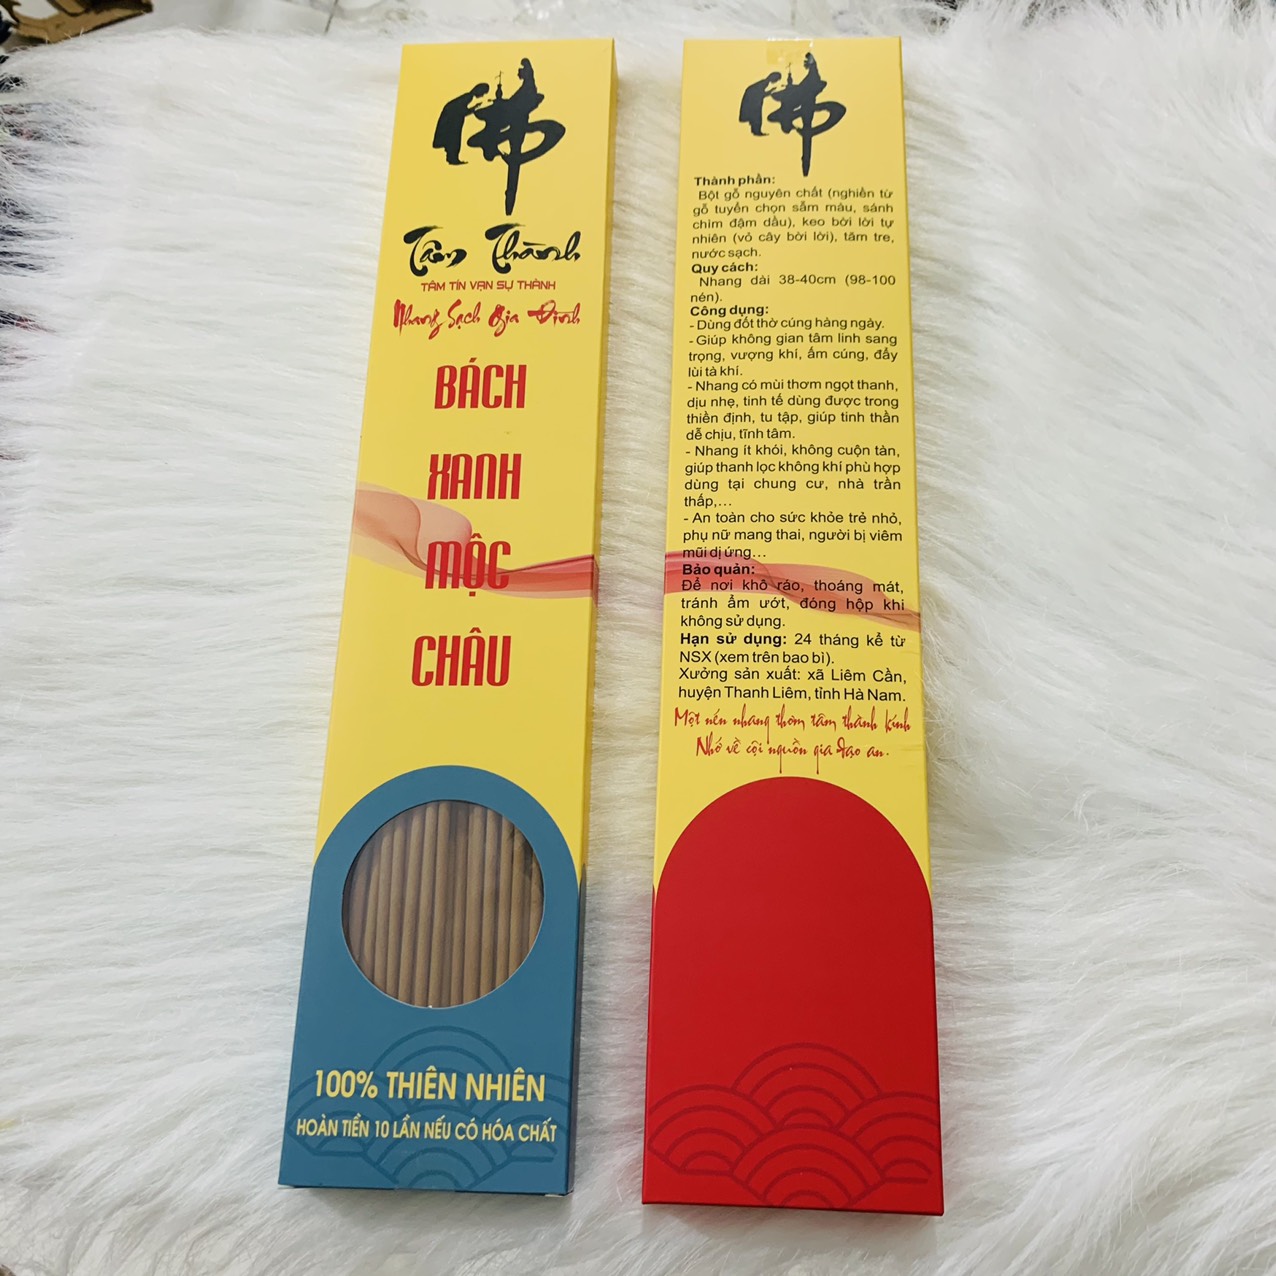 佛
Tâm Thành
TÂM TÍN VẠN SỰ THÀNH
Nhang Sạch Gia Đình
BÁCH
XANH
MỘC
CHÂU
100% THIÊN NHIÊN
HOÀN TIỀN 10 LẦN NẾU CÓ HÓA CHẤT
佛
Thành phần:
Bột gỗ nguyên chất (nghiền từ
gỗ tuyển chọn sẫm màu, sánh
chìm đậm dầu), keo bời lời tự
nhiên (vỏ cây bời lời), tăm tre,
nước sạch.
Quy cách:
Nhang dài 38-40cm (98-100
nén).
Công dụng:
- Dùng đốt thờ cúng hàng ngày.
- Giúp không gian tâm linh sang
trọng, vượng khí, ấm cúng, đẩy
lùi tà khí.
- Nhang có mùi thơm ngọt thanh,
dịu nhẹ, tinh tế dùng được trong
thiền định, tu tập, giúp tinh thần
dễ chịu, tĩnh tâm.
- Nhang ít khói, không cuộn tàn,
giúp thanh lọc không khí phù hợp
dùng tại chung cư, nhà trần
thấp,...
- An toàn cho sức khỏe trẻ nhỏ,
phụ nữ mang thai, người bị viêm
mũi dị ứng...
Bảo quản:
Để nơi khô ráo, thoáng mát,
tránh ẩm ướt, đóng hộp khi
không sử dụng.
Hạn sử dụng: 24 tháng kể từ
NSX (xem trên bao bì).
Xưởng sản xuất: xã Liêm Cần,
huyện Thanh Liêm, tỉnh Hà Nam.
Một nén nhang thơm tâm thành kính
Nhớ về cội nguồn gia đạo an.